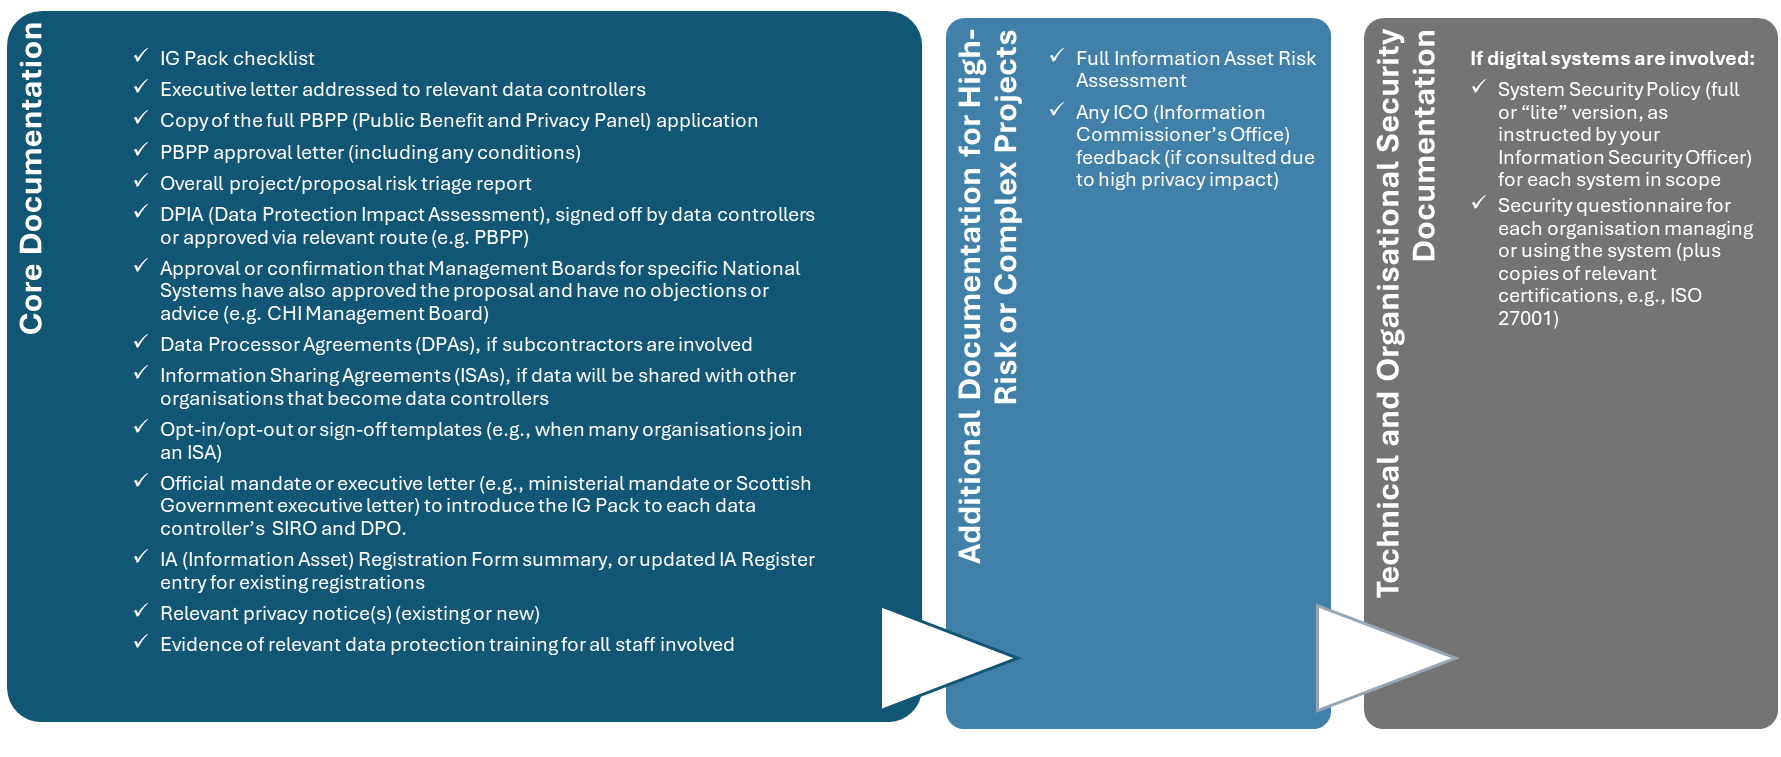 Core Documentation
✓ IG Pack checklist
✓ Executive letter addressed to relevant data controllers
✓ Copy of the full PBPP (Public Benefit and Privacy Panel) application
✓ PBPP approval letter (including any conditions)
✓ Overall project/proposal risk triage report
✓ DPIA (Data Protection Impact Assessment), signed off by data controllers
or approved via relevant route (e.g. PBPP)
✓ Approval or confirmation that Management Boards for specific National
Systems have also approved the proposal and have no objections or
advice (e.g. CHI Management Board)
✓ Data Processor Agreements (DPAs), if subcontractors are involved
✓ Information Sharing Agreements (ISAs), if data will be shared with other
organisations that become data controllers
✓ Opt-in/opt-out or sign-off templates (e.g., when many organisations join
an ISA)
✓ Official mandate or executive letter (e.g., ministerial mandate or Scottish
Government executive letter) to introduce the IG Pack to each data
controller’s SIRO and DPO.
✓ IA (Information Asset) Registration Form summary, or updated IA Register
entry for existing registrations
✓ Relevant privacy notice(s) (existing or new)
✓ Evidence of relevant data protection training for all staff involved
Additional Documentation for High-
Risk or Complex Projects
✓ Full Information Asset Risk
Assessment
✓ Any ICO (Information
Commissioner’s Office)
feedback (if consulted due
to high privacy impact)
Technical and Organisational Security
Documentation
If digital systems are involved:
✓ System Security Policy (full
or “lite” version, as
instructed by your
Information Security Officer)
for each system in scope
✓ Security questionnaire for
each organisation managing
or using the system (plus
copies of relevant
certifications, e.g., ISO
27001)